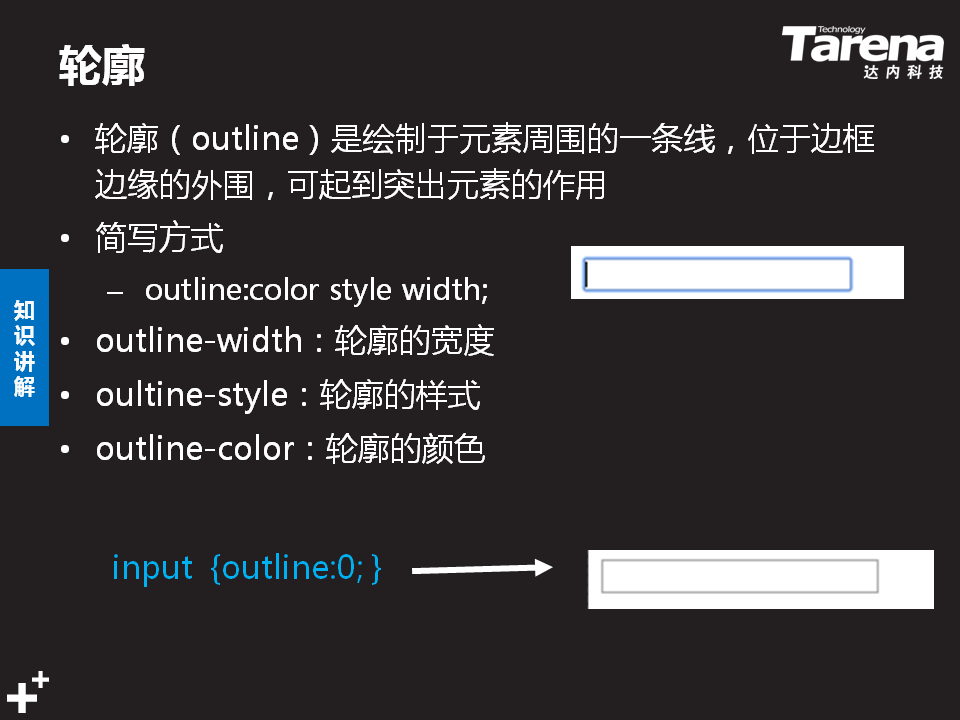 轮廓
Technology
Tarena
达内科技
• 轮廓（outline）是绘制于元素周围的一条线，位于边框
边缘的外围，可起到突出元素的作用
• 简写方式
– outline:color style width;
知识讲解
• outline-width：轮廓的宽度
• oultine-style：轮廓的样式
• outline-color：轮廓的颜色
input {outline:0; }